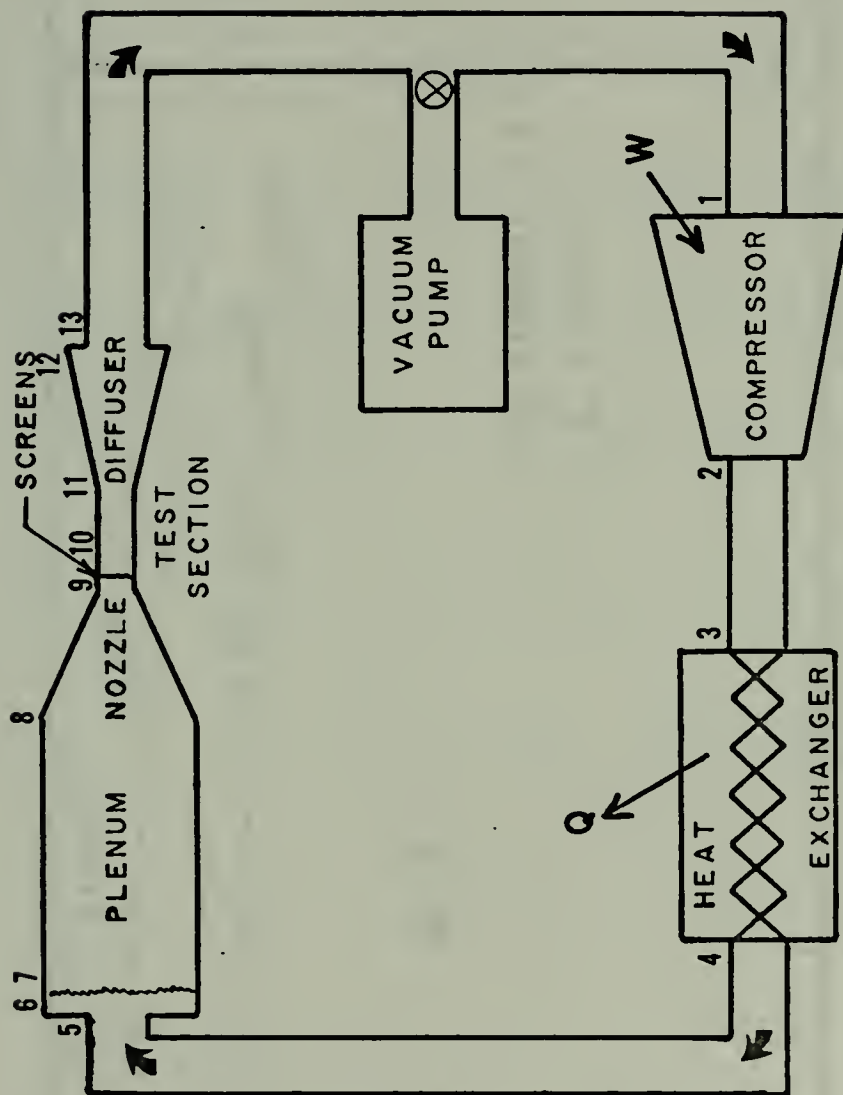 SCREENS
5
6
7
8
9
10
11
12
13
PLENUM
NOZZLE
DIFFUSER
TEST
SECTION
VACUUM
PUMP
Q
W
4
3
2
1
HEAT
EXCHANGER
COMPRESSOR